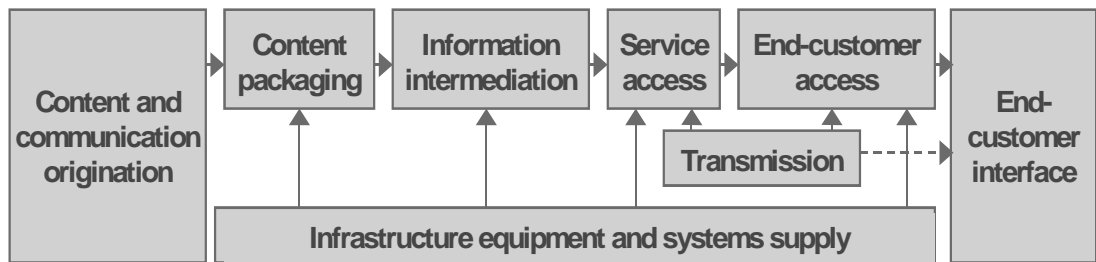 Content and
communication
origination
Content
packaging
Information
intermediation
Service
access
End-customer
access
Transmission
End-
customer
interface
Infrastructure equipment and systems supply